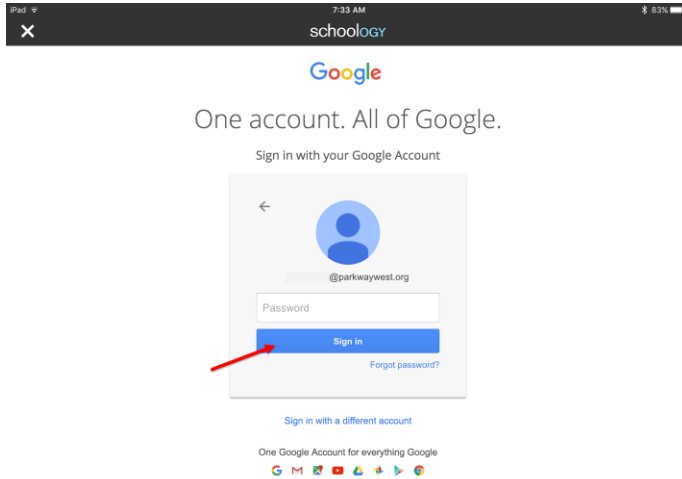 iPad 7:33 AM 83%
schoology
Google
One account. All of Google.
Sign in with your Google Account
@parkwaywest.org
Password
Sign in
Forgot password?
Sign in with a different account
One Google Account for everything Google